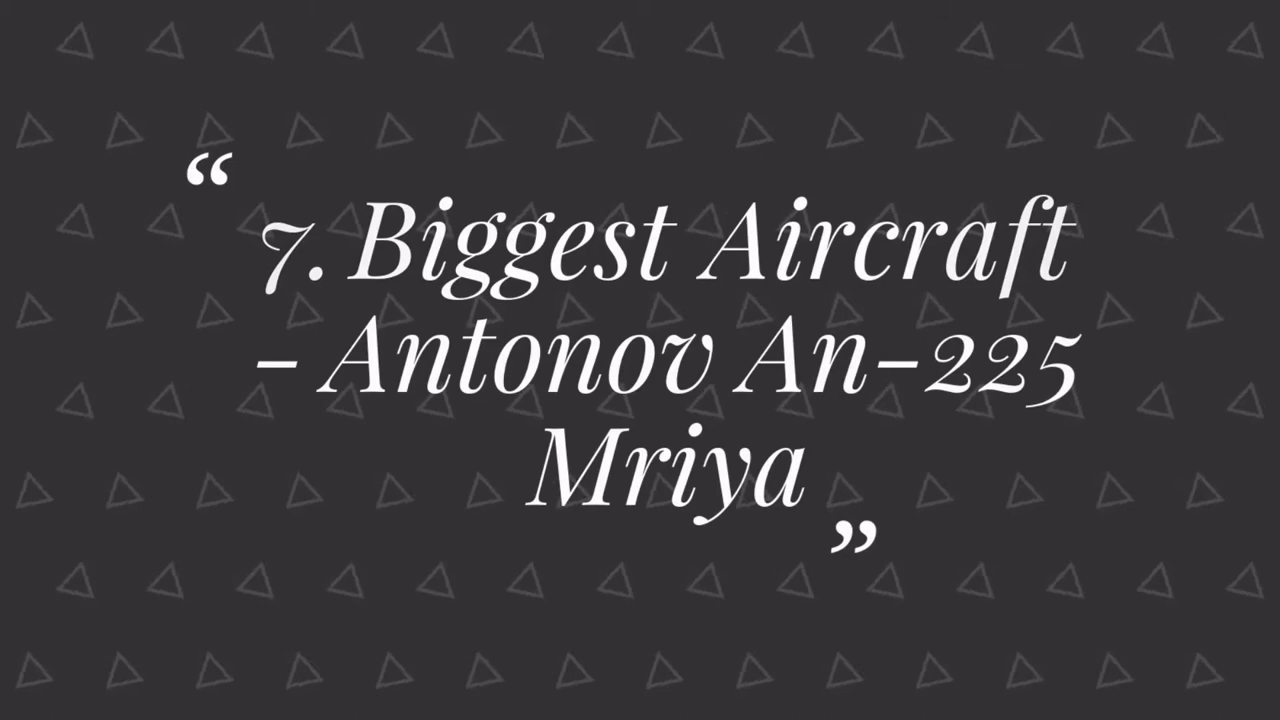 “
7. Biggest Aircraft
- Antonov An-225
Mriya
”